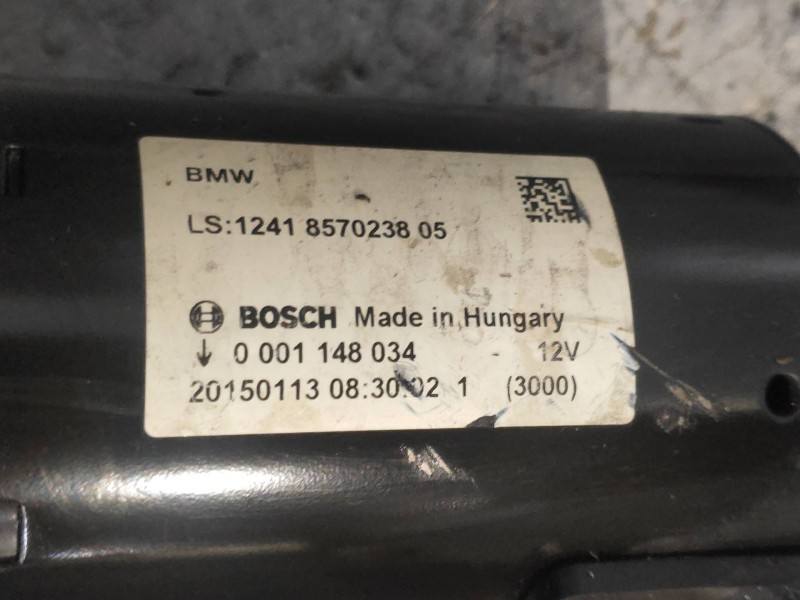 BMW
LS:1241 8570238 05
BOSCH Made in Hungary
0 001 148 034 - 12V
20150113 08:30:02 1 (3000)